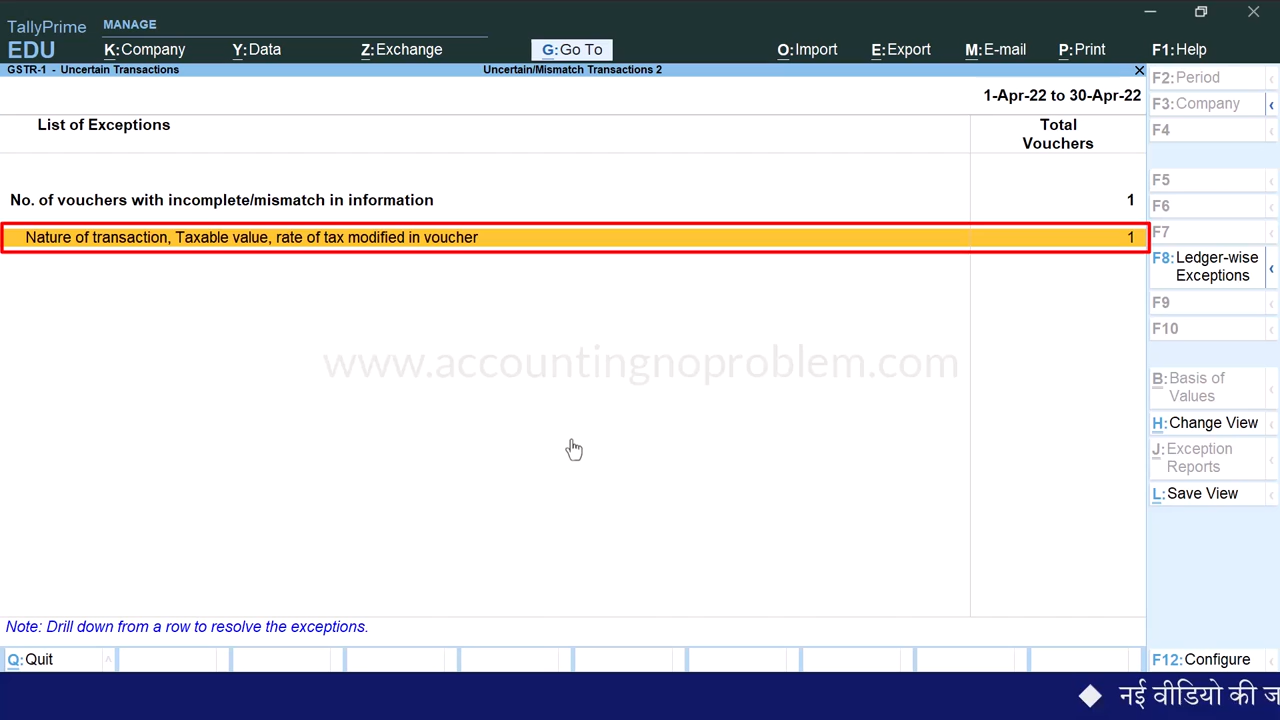 TallyPrime
EDU
MANAGE
K:Company Y:Data Z:Exchange G:Go To O:Import E:Export M:E-mail P:Print F1:Help
GSTR-1 - Uncertain Transactions Uncertain/Mismatch Transactions 2
1-Apr-22 to 30-Apr-22
List of Exceptions
Total
Vouchers
No. of vouchers with incomplete/mismatch in information 1
Nature of transaction, Taxable value, rate of tax modified in voucher 1
www.accountingnoproblem.com
Note: Drill down from a row to resolve the exceptions.
Q:Quit
F2:Period
F3:Company
F4
F5
F6
F7
F8:Ledger-wise
Exceptions
F9
F10
B:Basis of
Values
H:Change View
J:Exception
Reports
L:Save View
F12:Configure
नई वीडियो की